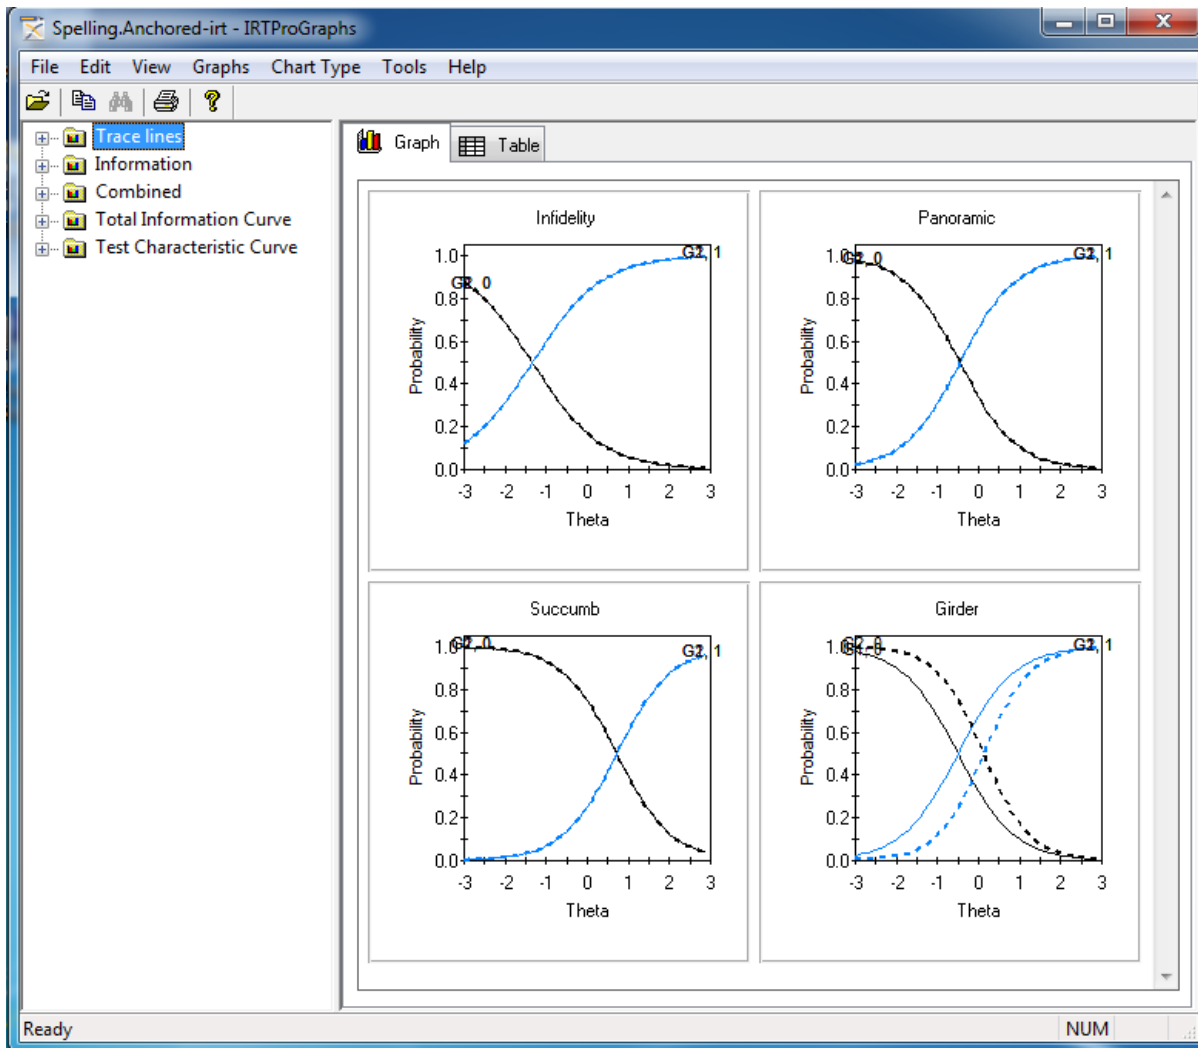 Spelling.Anchored-irt - IRTProGraphs
File Edit View Graphs Chart Type Tools Help
Trace lines
Information
Combined
Total Information Curve
Test Characteristic Curve
Graph Table
Infidelity
1.0
0.8
0.6
0.4
0.2
0.0
Probability
-3 -2 -1 0 1 2 3
Theta
Panoramic
1.0
0.8
0.6
0.4
0.2
0.0
Probability
-3 -2 -1 0 1 2 3
Theta
Succumb
1.0
0.8
0.6
0.4
0.2
0.0
Probability
-3 -2 -1 0 1 2 3
Theta
Girder
1.0
0.8
0.6
0.4
0.2
0.0
Probability
-3 -2 -1 0 1 2 3
Theta
Ready NUM